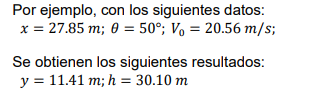 Por ejemplo, con los siguientes datos:
x = 27.85 m; θ = 50°; V₀ = 20.56 m/s;
Se obtienen los siguientes resultados:
y = 11.41 m; h = 30.10 m